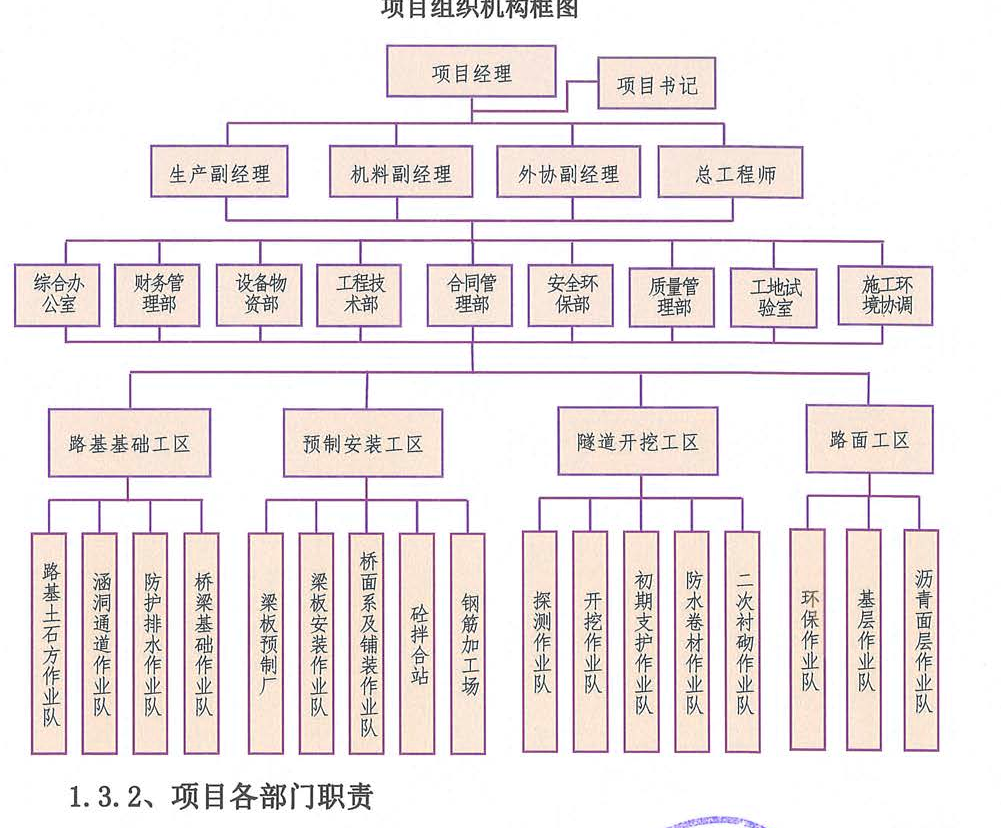 项目组织机构框图
项目经理
项目书记
生产副经理
机料副经理
外协副经理
总工程师
综合办
公室
财务管
理部
设备物
资部
工程技
术部
合同管
理部
安全环
保部
质量管
理部
工地试
验室
施工环
境协调
路基基础工区
预制安装工区
隧道开挖工区
路面工区
路基土石方作业队
涵洞通道作业队
防护排水作业队
桥梁基础作业队
梁板预制厂
梁板安装作业队
桥面系及铺装作业队
砼拌合站
钢筋加工场
探测作业队
开挖作业队
初期支护作业队
防水卷材作业队
二次衬砌作业队
环保作业队
基层作业队
沥青面层作业队
1.3.2、项目各部门职责